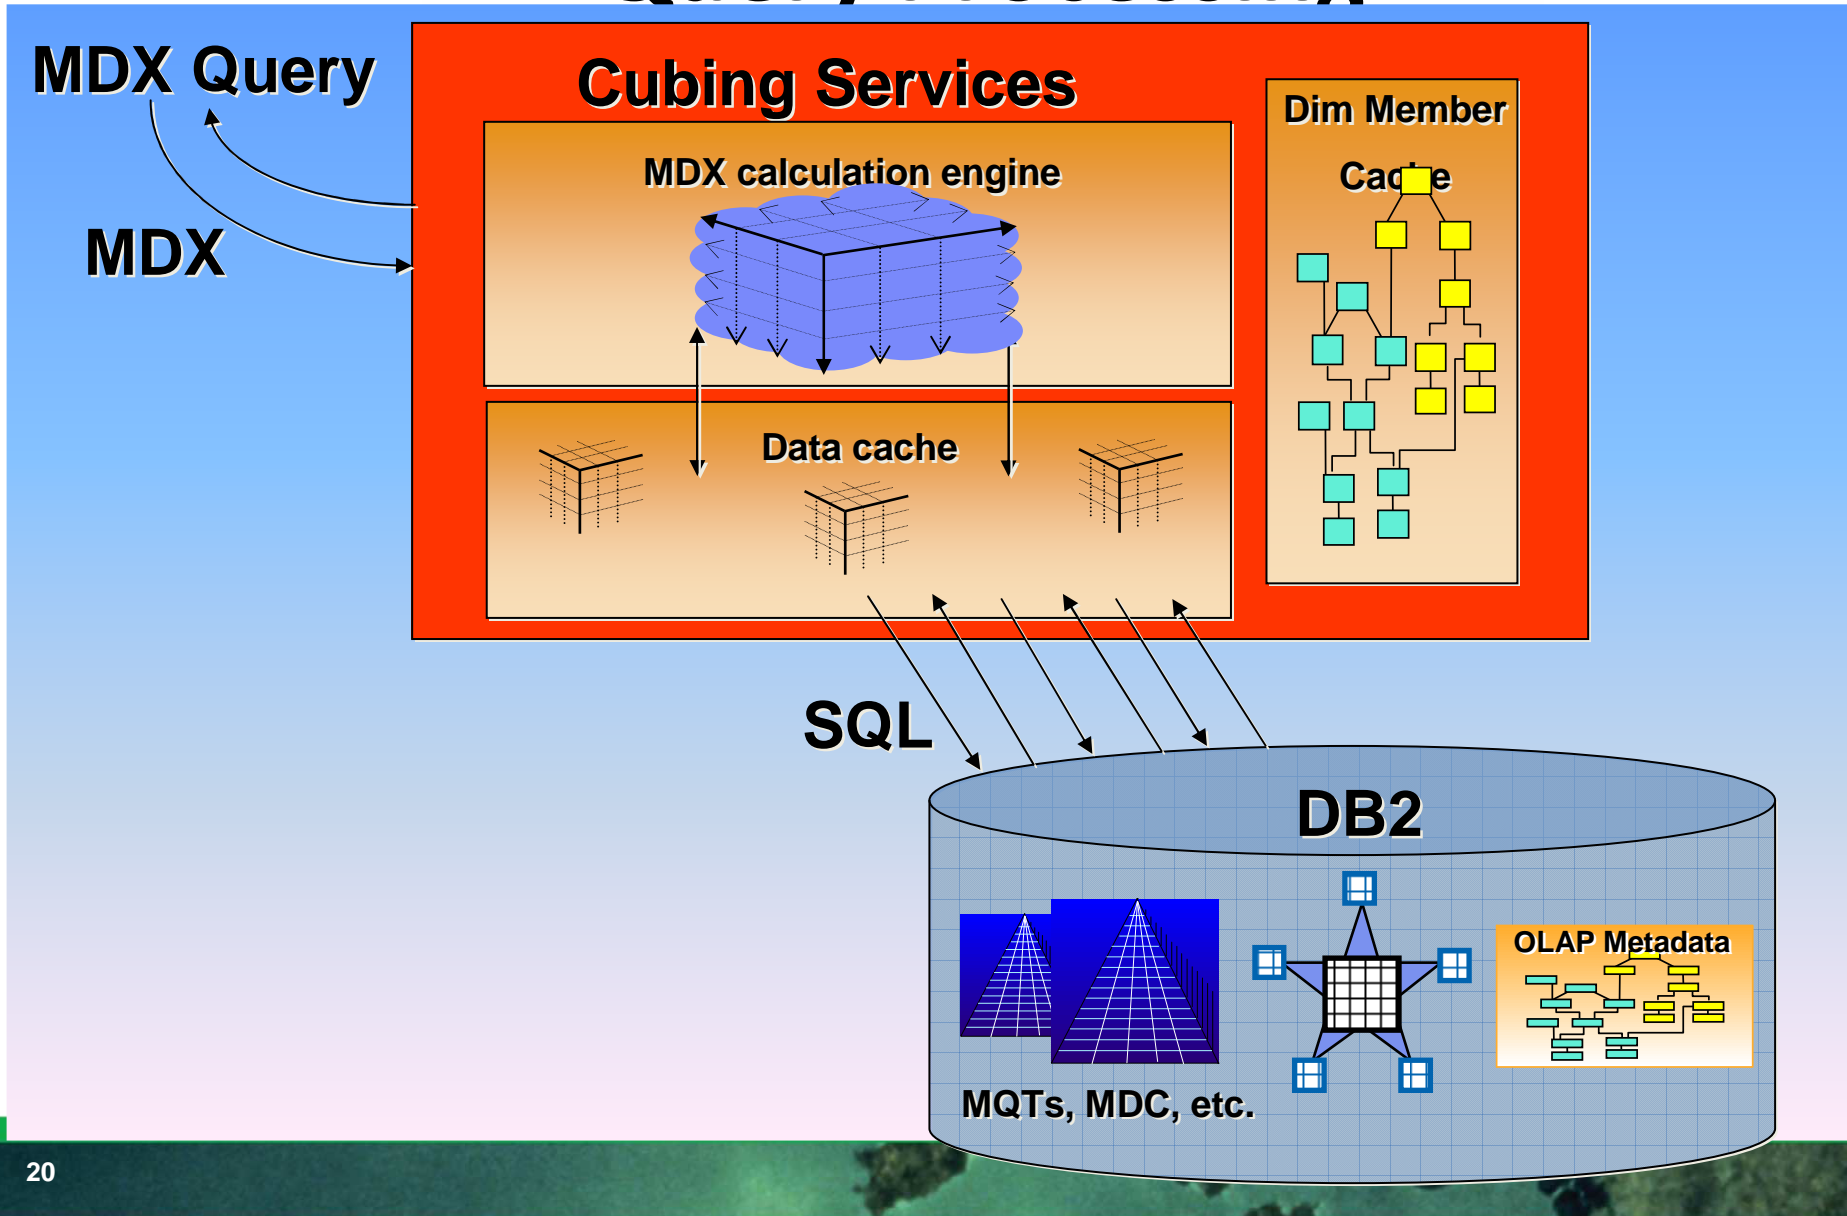 MDX Query
Cubing Services
Dim Member
Cache
MDX calculation engine
MDX
Data cache
SQL
DB2
OLAP Metadata
MQTs, MDC, etc.
20